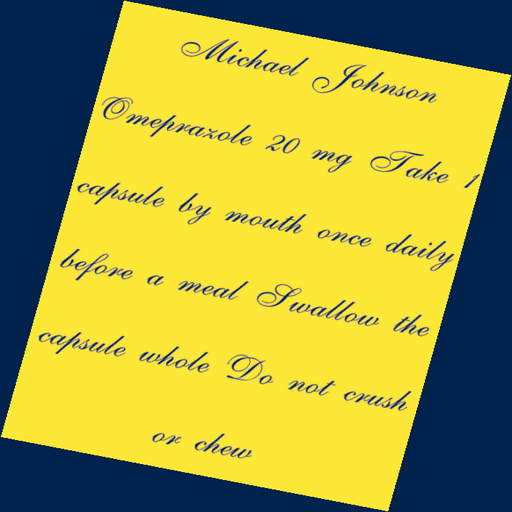 Michael Johnson
Omeprazole 20 mg Take 1
capsule by mouth once daily
before a meal Swallow the
capsule whole Do not crush
or chew